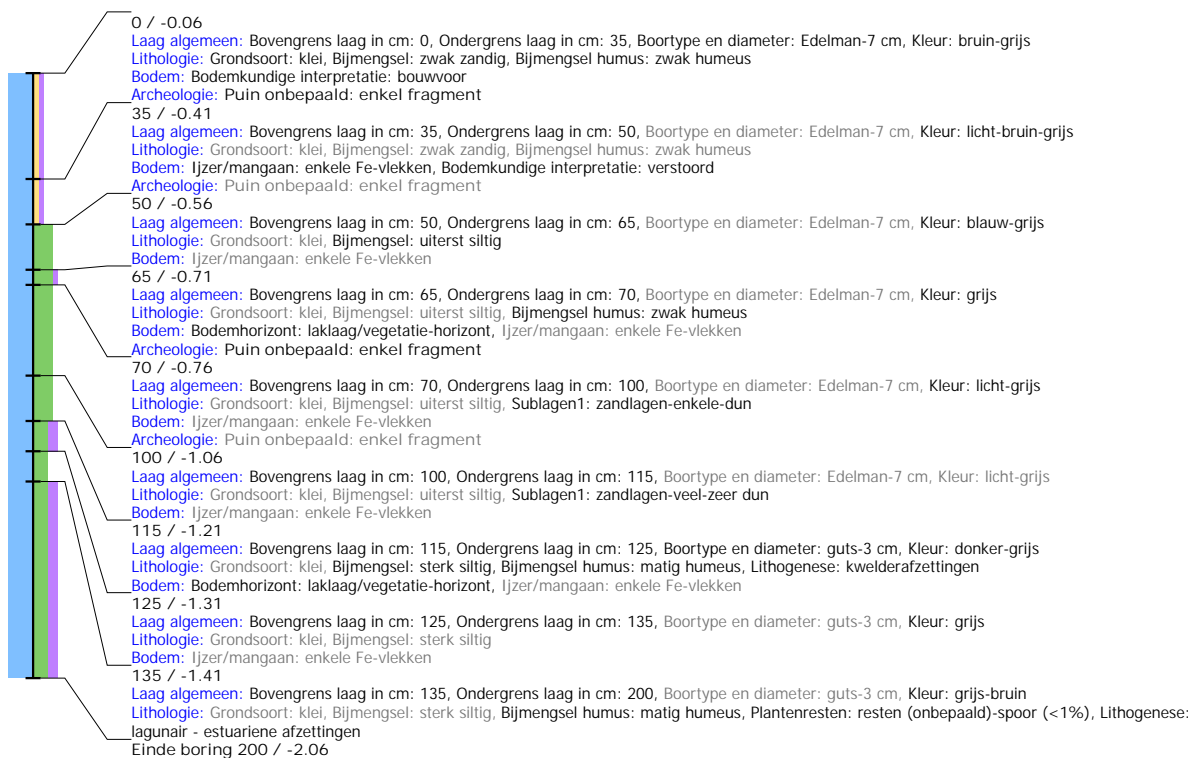 0 / -0.06
Laag algemeen: Bovengrens laag in cm: 0, Ondergrens laag in cm: 35, Boortype en diameter: Edelman-7 cm, Kleur: bruin-grijs
Lithologie: Grondsoort: klei, Bijmengsel: zwak zandig, Bijmengsel humus: zwak humeus
Bodem: Bodemkundige interpretatie: bouwvoor
Archeologie: Puin onbepaald: enkel fragment
35 / -0.41
Laag algemeen: Bovengrens laag in cm: 35, Ondergrens laag in cm: 50, Boortype en diameter: Edelman-7 cm, Kleur: licht-bruin-grijs
Lithologie: Grondsoort: klei, Bijmengsel: zwak zandig, Bijmengsel humus: zwak humeus
Bodem: Ijzer/mangaan: enkele Fe-vlekken, Bodemkundige interpretatie: verstoord
Archeologie: Puin onbepaald: enkel fragment
50 / -0.56
Laag algemeen: Bovengrens laag in cm: 50, Ondergrens laag in cm: 65, Boortype en diameter: Edelman-7 cm, Kleur: blauw-grijs
Lithologie: Grondsoort: klei, Bijmengsel: uiterst siltig
Bodem: Ijzer/mangaan: enkele Fe-vlekken
65 / -0.71
Laag algemeen: Bovengrens laag in cm: 65, Ondergrens laag in cm: 70, Boortype en diameter: Edelman-7 cm, Kleur: grijs
Lithologie: Grondsoort: klei, Bijmengsel: uiterst siltig, Bijmengsel humus: zwak humeus
Bodem: Bodemhorizont: laklaag/vegetatie-horizont, Ijzer/mangaan: enkele Fe-vlekken
Archeologie: Puin onbepaald: enkel fragment
70 / -0.76
Laag algemeen: Bovengrens laag in cm: 70, Ondergrens laag in cm: 100, Boortype en diameter: Edelman-7 cm, Kleur: licht-grijs
Lithologie: Grondsoort: klei, Bijmengsel: uiterst siltig, Sublagen1: zandlagen-enkele-dun
Bodem: Ijzer/mangaan: enkele Fe-vlekken
Archeologie: Puin onbepaald: enkel fragment
100 / -1.06
Laag algemeen: Bovengrens laag in cm: 100, Ondergrens laag in cm: 115, Boortype en diameter: Edelman-7 cm, Kleur: licht-grijs
Lithologie: Grondsoort: klei, Bijmengsel: uiterst siltig, Sublagen1: zandlagen-veel-zeer dun
Bodem: Ijzer/mangaan: enkele Fe-vlekken
115 / -1.21
Laag algemeen: Bovengrens laag in cm: 115, Ondergrens laag in cm: 125, Boortype en diameter: guts-3 cm, Kleur: donker-grijs
Lithologie: Grondsoort: klei, Bijmengsel: sterk siltig, Bijmengsel humus: matig humeus, Lithogenese: kwelderafzettingen
Bodem: Bodemhorizont: laklaag/vegetatie-horizont, Ijzer/mangaan: enkele Fe-vlekken
125 / -1.31
Laag algemeen: Bovengrens laag in cm: 125, Ondergrens laag in cm: 135, Boortype en diameter: guts-3 cm, Kleur: grijs
Lithologie: Grondsoort: klei, Bijmengsel: sterk siltig
Bodem: Ijzer/mangaan: enkele Fe-vlekken
135 / -1.41
Laag algemeen: Bovengrens laag in cm: 135, Ondergrens laag in cm: 200, Boortype en diameter: guts-3 cm, Kleur: grijs-bruin
Lithologie: Grondsoort: klei, Bijmengsel: sterk siltig, Bijmengsel humus: matig humeus, Plantenresten: resten (onbepaald)-spoor (<1%), Lithogenese:
lagunair - estuariene afzettingen
Einde boring 200 / -2.06